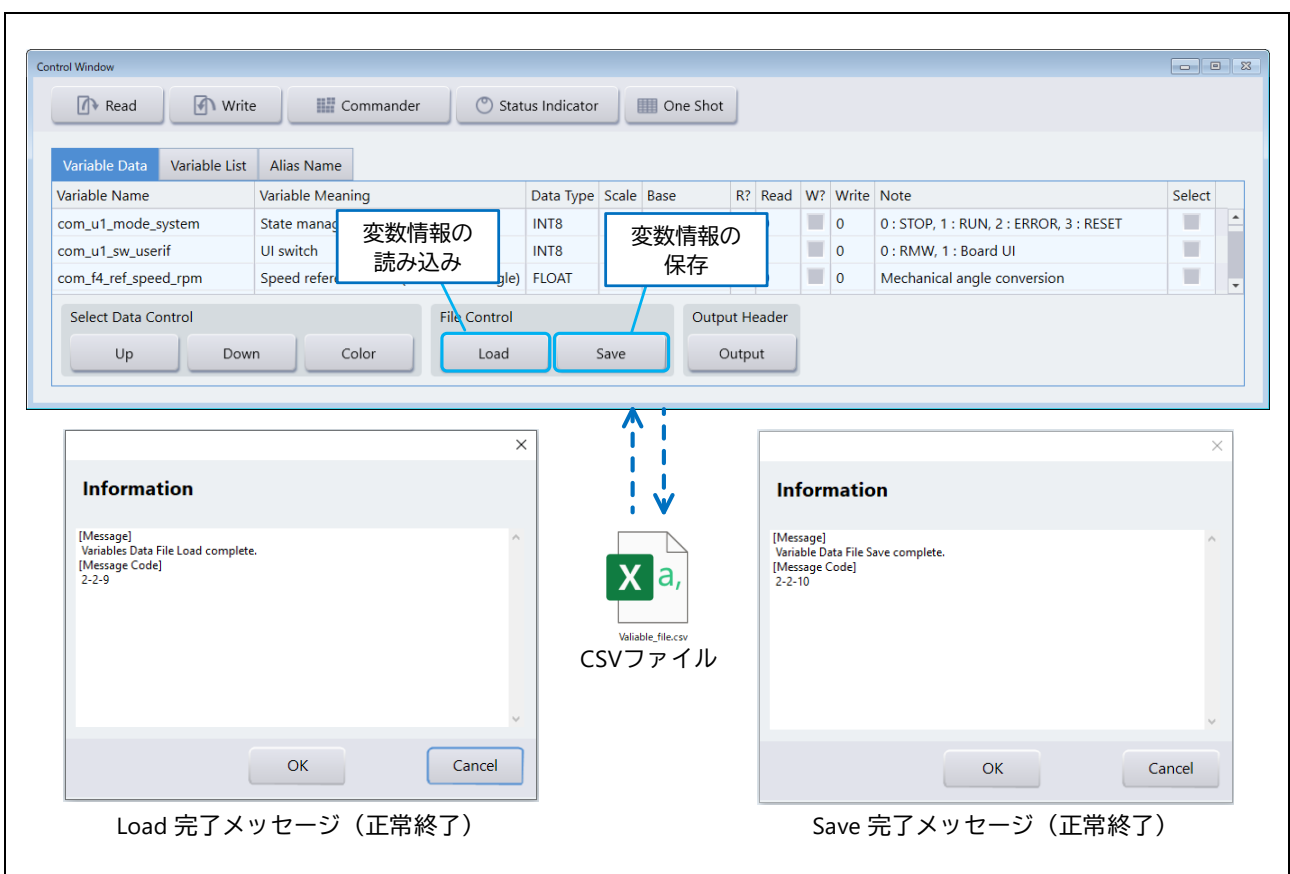 Control Window
Read Write Commander Status Indicator One Shot
Variable Data Variable List Alias Name
Variable Name Variable Meaning Data Type Scale Base R? Read W? Write Note Select
com_u1_mode_system State manag INT8 0 0 : STOP, 1 : RUN, 2 : ERROR, 3 : RESET
com_u1_sw_userif UI switch INT8 0 0 : RMW, 1 : Board UI
com_f4_ref_speed_rpm Speed refere gle) FLOAT 0 Mechanical angle conversion
変数情報の
読み込み
変数情報の
保存
Select Data Control File Control Output Header
Up Down Color Load Save Output
Information
[Message]
Variables Data File Load complete.
[Message Code]
2-2-9
OK Cancel
Load 完了メッセージ（正常終了）
Valiable_file.csv
CSVファイル
Information
[Message]
Variable Data File Save complete.
[Message Code]
2-2-10
OK Cancel
Save 完了メッセージ（正常終了）